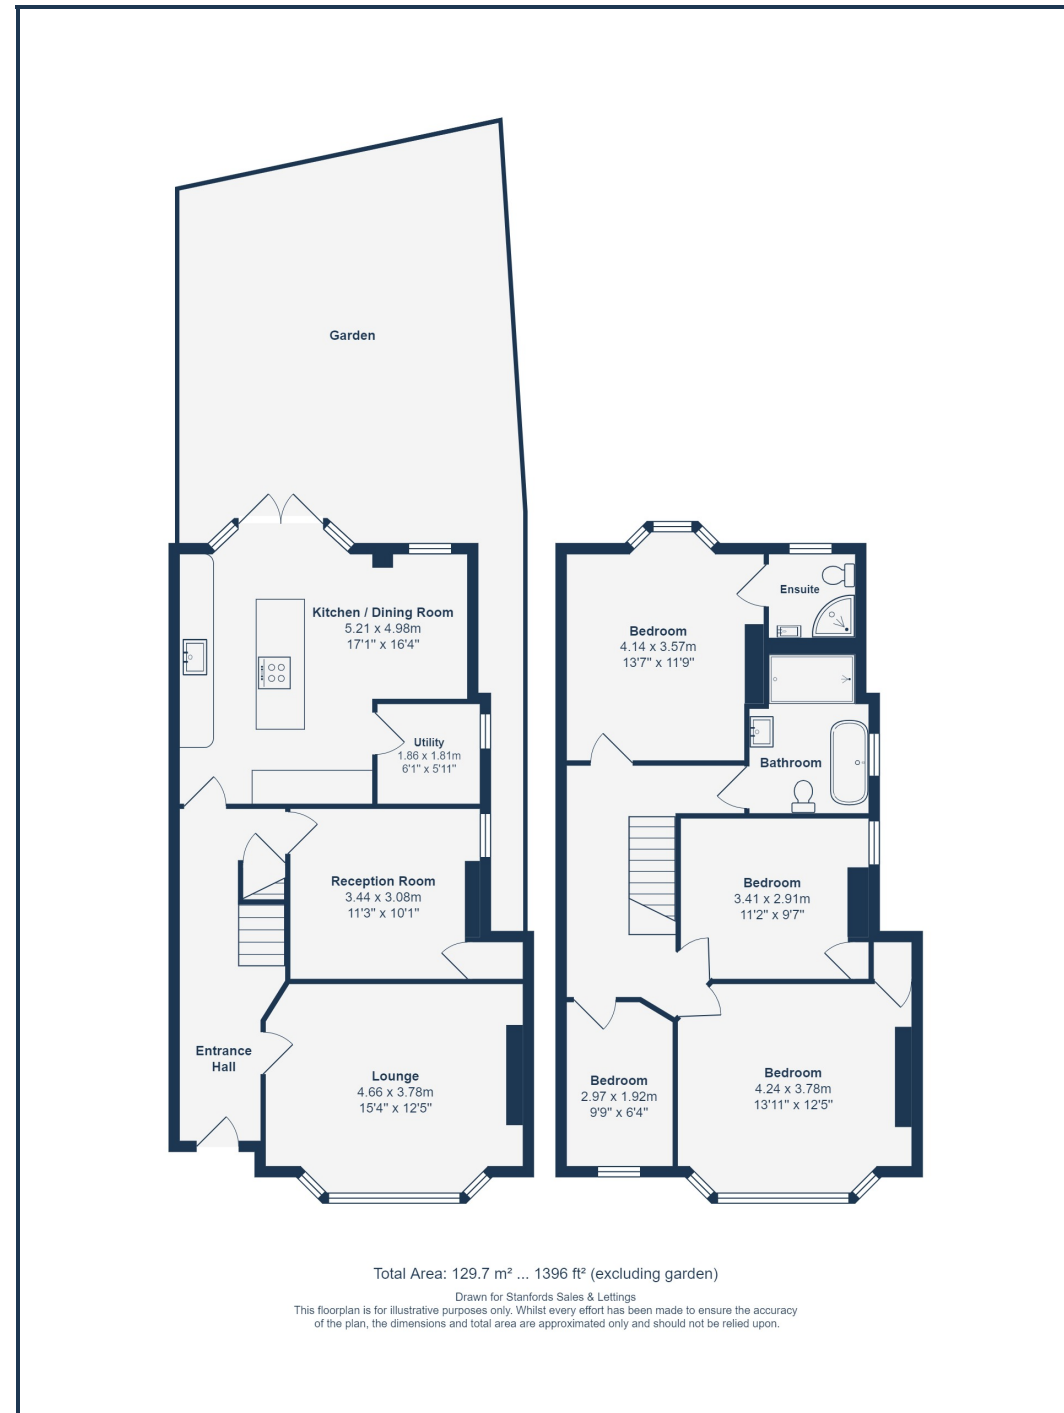 Garden
Kitchen / Dining Room
5.21 x 4.98m
17'1" x 16'4"
Utility
1.86 x 1.81m
6'1" x 5'11"
Reception Room
3.44 x 3.08m
11'3" x 10'1"
Entrance
Hall
Lounge
4.66 x 3.78m
15'4" x 12'5"
Ensuite
Bedroom
4.14 x 3.57m
13'7" x 11'9"
Bathroom
Bedroom
3.41 x 2.91m
11'2" x 9'7"
Bedroom
2.97 x 1.92m
9'9" x 6'4"
Bedroom
4.24 x 3.78m
13'11" x 12'5"
Total Area: 129.7 m² ... 1396 ft² (excluding garden)
Drawn for Stanfords Sales & Lettings
This floorplan is for illustrative purposes only. Whilst every effort has been made to ensure the accuracy
of the plan, the dimensions and total area are approximated only and should not be relied upon.